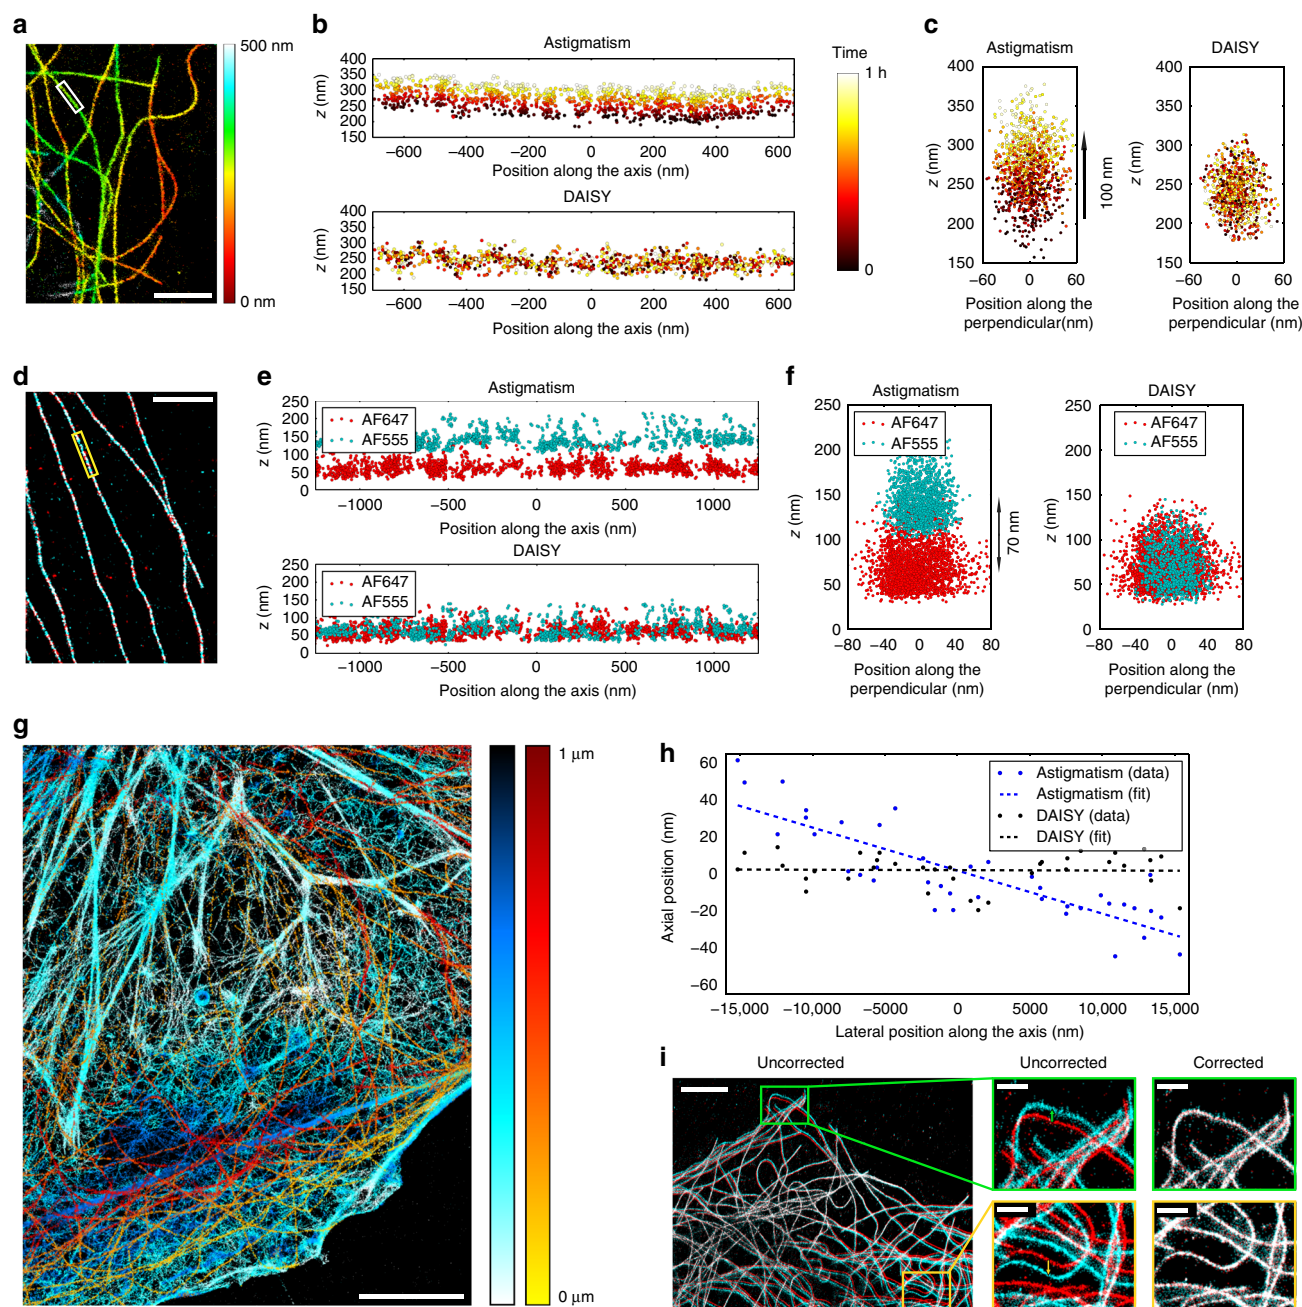 a
500 nm
0 nm
b
Astigmatism
z (nm)
400
350
300
250
200
150
−600
−400
−200
0
200
400
600
Position along the axis (nm)
DAISY
z (nm)
400
350
300
250
200
150
−600
−400
−200
0
200
400
600
Position along the axis (nm)
Time
1 h
0
c
Astigmatism
z (nm)
400
350
300
250
200
150
−60
0
60
Position along the
perpendicular(nm)
100 nm
DAISY
z (nm)
400
350
300
250
200
150
−60
0
60
Position along the
perpendicular (nm)
d
e
Astigmatism
z (nm)
250
200
150
100
50
0
AF647
AF555
−1000
−500
0
500
1000
Position along the axis (nm)
DAISY
z (nm)
250
200
150
100
50
0
AF647
AF555
−1000
−500
0
500
1000
Position along the axis (nm)
f
Astigmatism
z (nm)
250
200
150
100
50
0
AF647
AF555
−80
−40
0
40
80
Position along the
perpendicular (nm)
70 nm
DAISY
z (nm)
250
200
150
100
50
0
AF647
AF555
−80
−40
0
40
80
Position along the
perpendicular (nm)
g
1 μm
0 μm
h
Axial position (nm)
60
40
20
0
−20
−40
−60
Astigmatism (data)
Astigmatism (fit)
DAISY (data)
DAISY (fit)
−15,000
−10,000
−5000
0
5000
10,000
15,000
Lateral position along the axis (nm)
i
Uncorrected
Uncorrected
Corrected